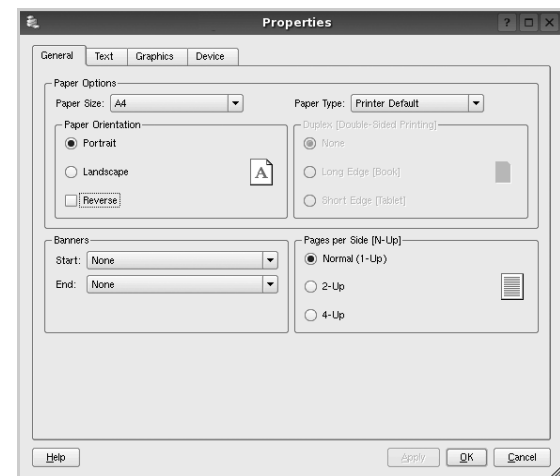 Properties
General Text Graphics Device
Paper Options
Paper Size: A4 Paper Type: Printer Default
Paper Orientation
Portrait
Landscape
Reverse
A
Duplex [Double-Sided Printing]
None
Long Edge [Book]
Short Edge [Tablet]
Banners
Start: None
End: None
Pages per Side [N-Up]
Normal (1-Up)
2-Up
4-Up
Help Apply OK Cancel